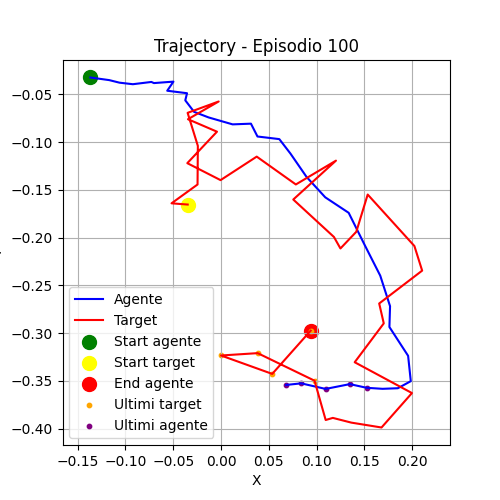 Trajectory - Episodio 100
−0.05
−0.10
−0.15
−0.20
−0.25
−0.30
−0.35
−0.40
Agente
Target
Start agente
Start target
End agente
Ultimi target
Ultimi agente
−0.15 −0.10 −0.05 0.00 0.05 0.10 0.15 0.20
X